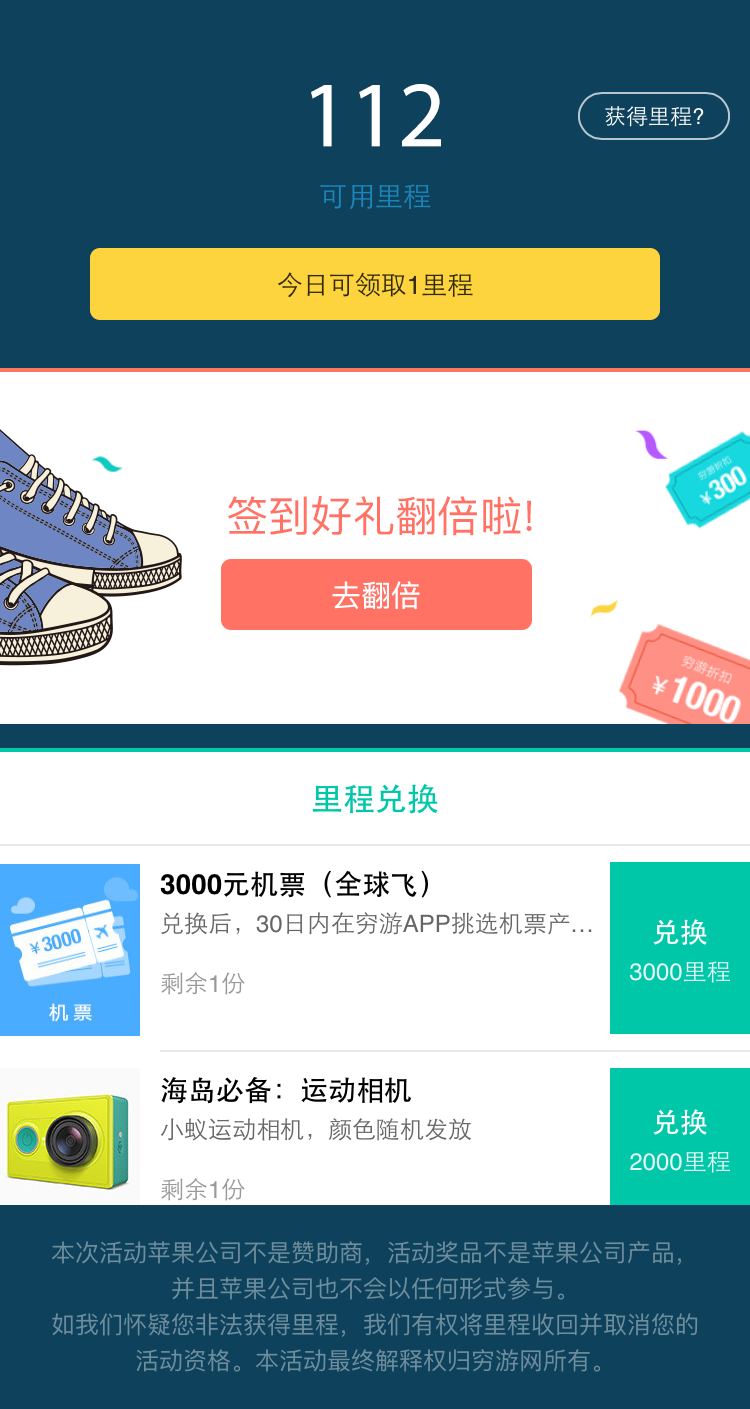 112
获得里程?
可用里程
今日可领取1里程
穷游折扣
¥300
签到好礼翻倍啦!
去翻倍
穷游折扣
¥1000
里程兑换
3000元机票（全球飞）
兑换后，30日内在穷游APP挑选机票产...
剩余1份
¥3000
机票
兑换
3000里程
海岛必备：运动相机
小蚁运动相机，颜色随机发放
剩余1份
兑换
2000里程
本次活动苹果公司不是赞助商，活动奖品不是苹果公司产品，
并且苹果公司也不会以任何形式参与。
如我们怀疑您非法获得里程，我们有权将里程收回并取消您的
活动资格。本活动最终解释权归穷游网所有。